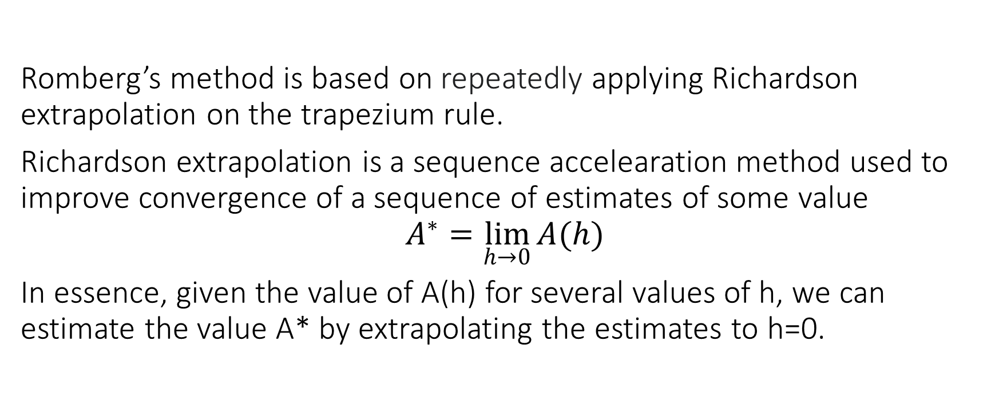 Romberg’s method is based on repeatedly applying Richardson
extrapolation on the trapezium rule.
Richardson extrapolation is a sequence accelearation method used to
improve convergence of a sequence of estimates of some value
A* = lim A(h)
h→0
In essence, given the value of A(h) for several values of h, we can
estimate the value A* by extrapolating the estimates to h=0.